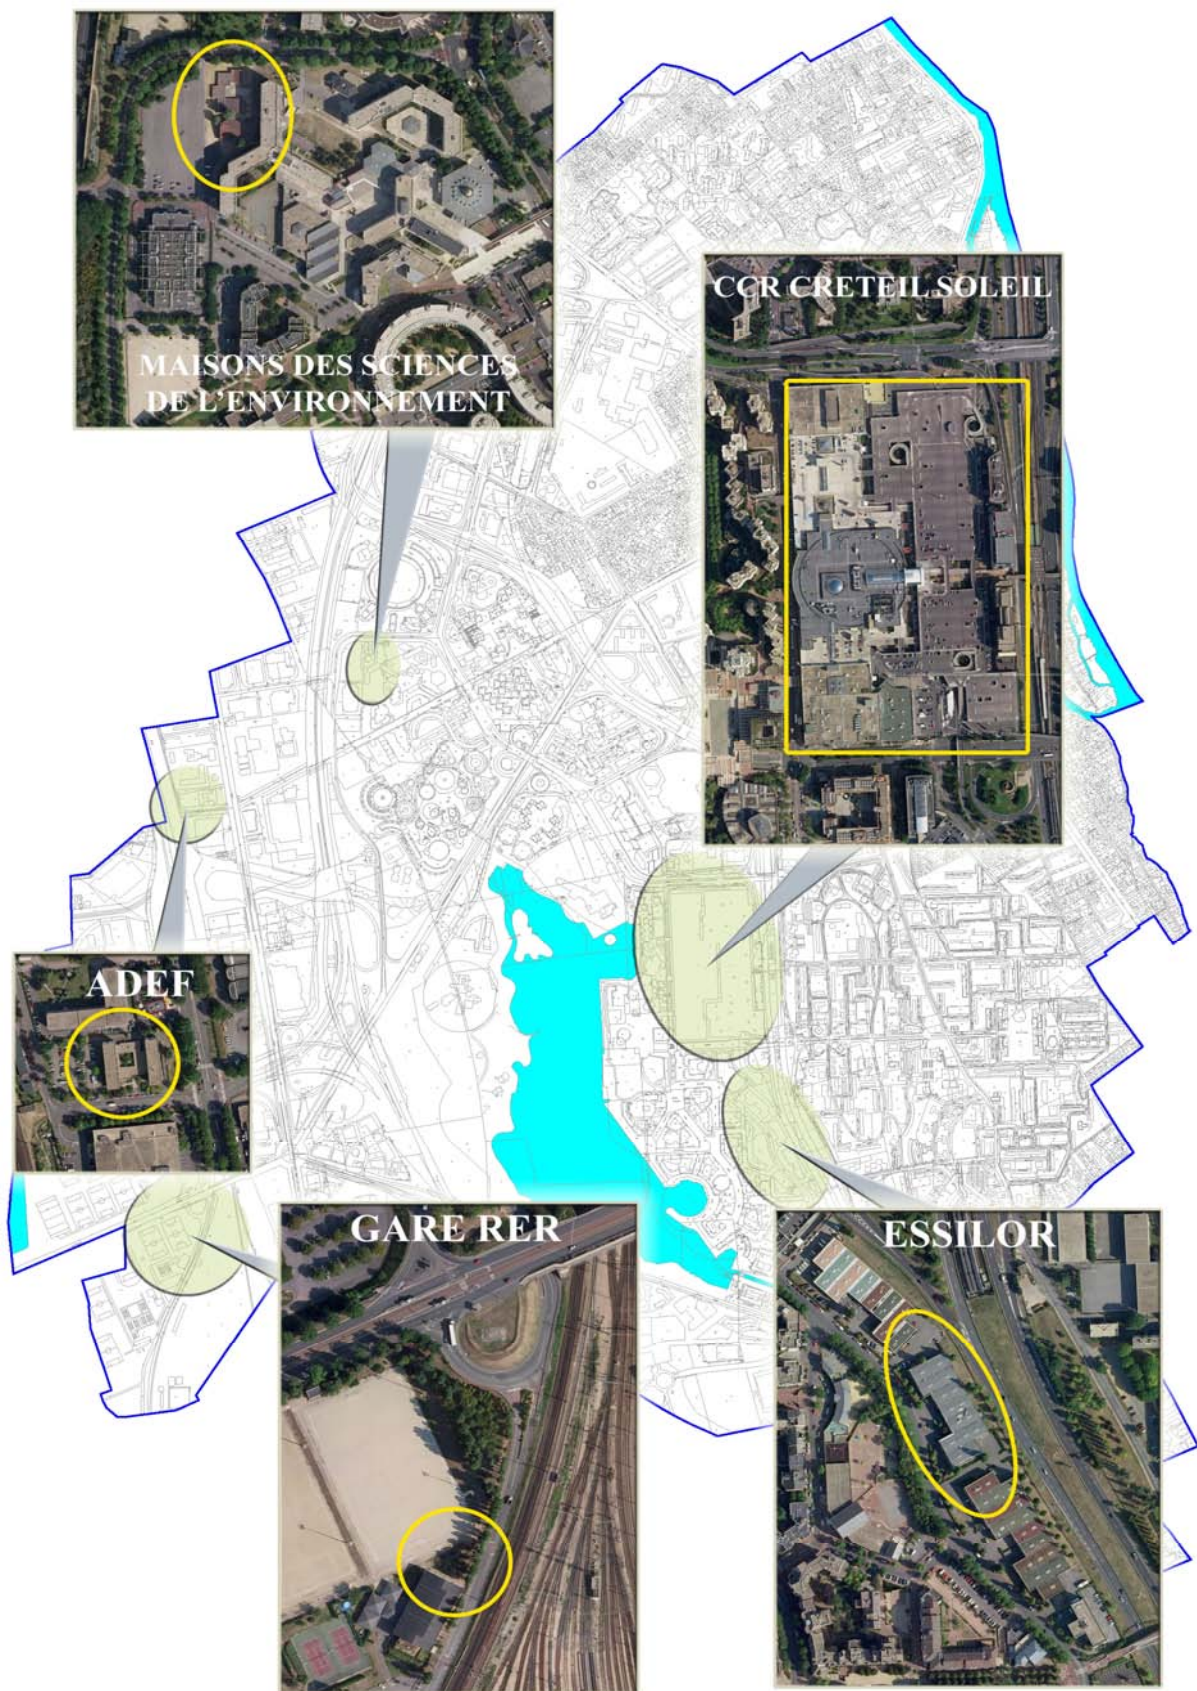 MAISONS DES SCIENCES
DE L'ENVIRONNEMENT
CCR CRETEIL SOLEIL
ADEF
GARE RER
ESSILOR